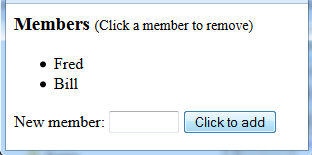 Members (Click a member to remove)
Fred
Bill
New member: Click to add